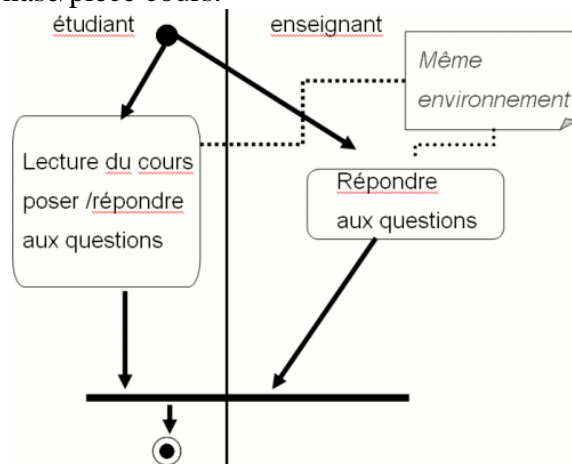 étudiant
enseignant
Même
environnement
Lecture du cours
poser /répondre
aux questions
Répondre
aux questions